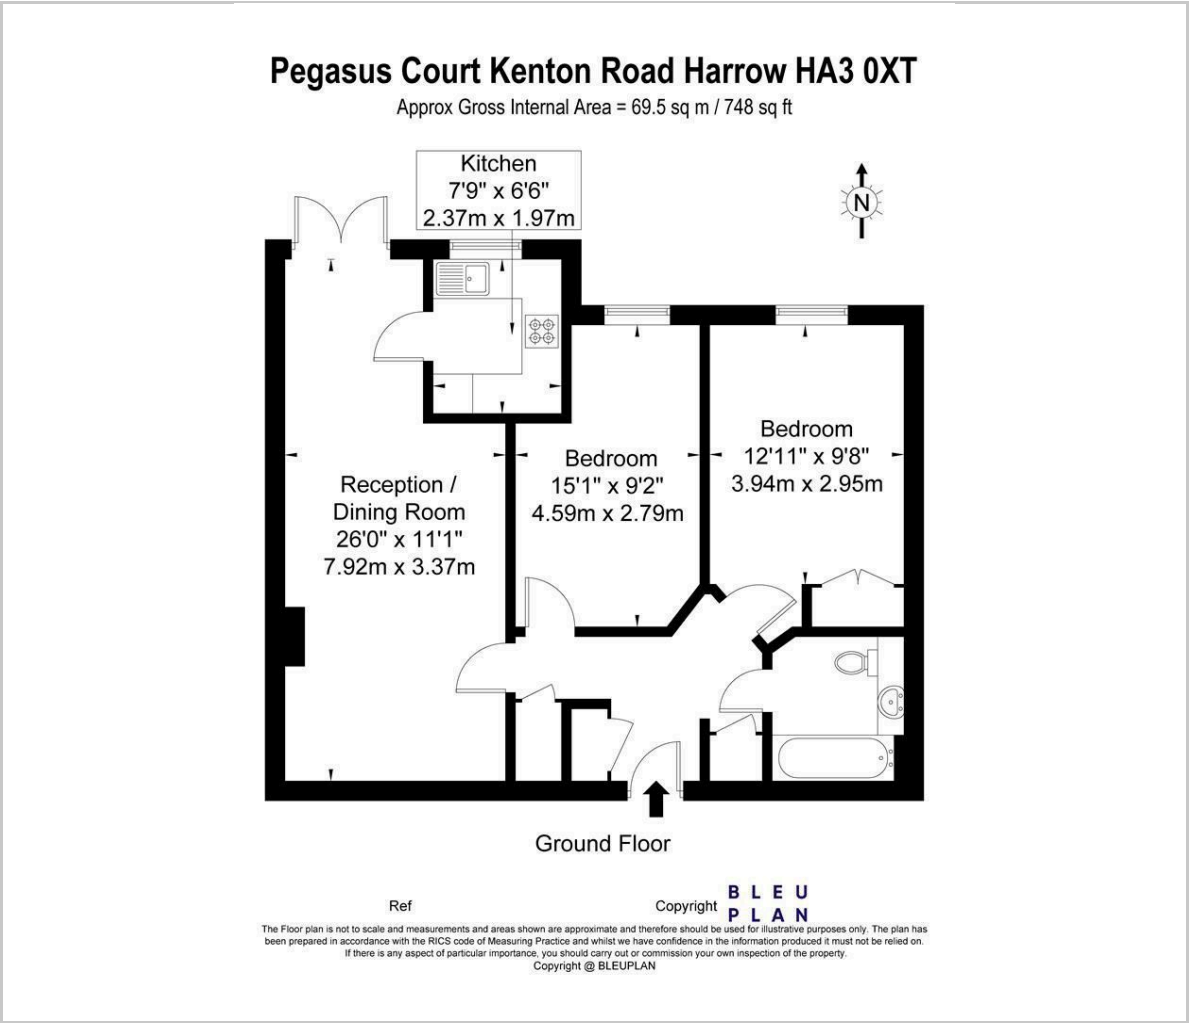 Pegasus Court Kenton Road Harrow HA3 0XT
Approx Gross Internal Area = 69.5 sq m / 748 sq ft
Kitchen
7'9" x 6'6"
2.37m x 1.97m
N
Bedroom
12'11" x 9'8"
3.94m x 2.95m
Bedroom
15'1" x 9'2"
4.59m x 2.79m
Reception /
Dining Room
26'0" x 11'1"
7.92m x 3.37m
Ground Floor
Ref
Copyright
BLEU
PLAN
The Floor plan is not to scale and measurements and areas shown are approximate and therefore should be used for illustrative purposes only. The plan has
been prepared in accordance with the RICS code of Measuring Practice and whilst we have confidence in the information produced it must not be relied on.
If there is any aspect of particular importance, you should carry out or commission your own inspection of the property.
Copyright @ BLEUPLAN